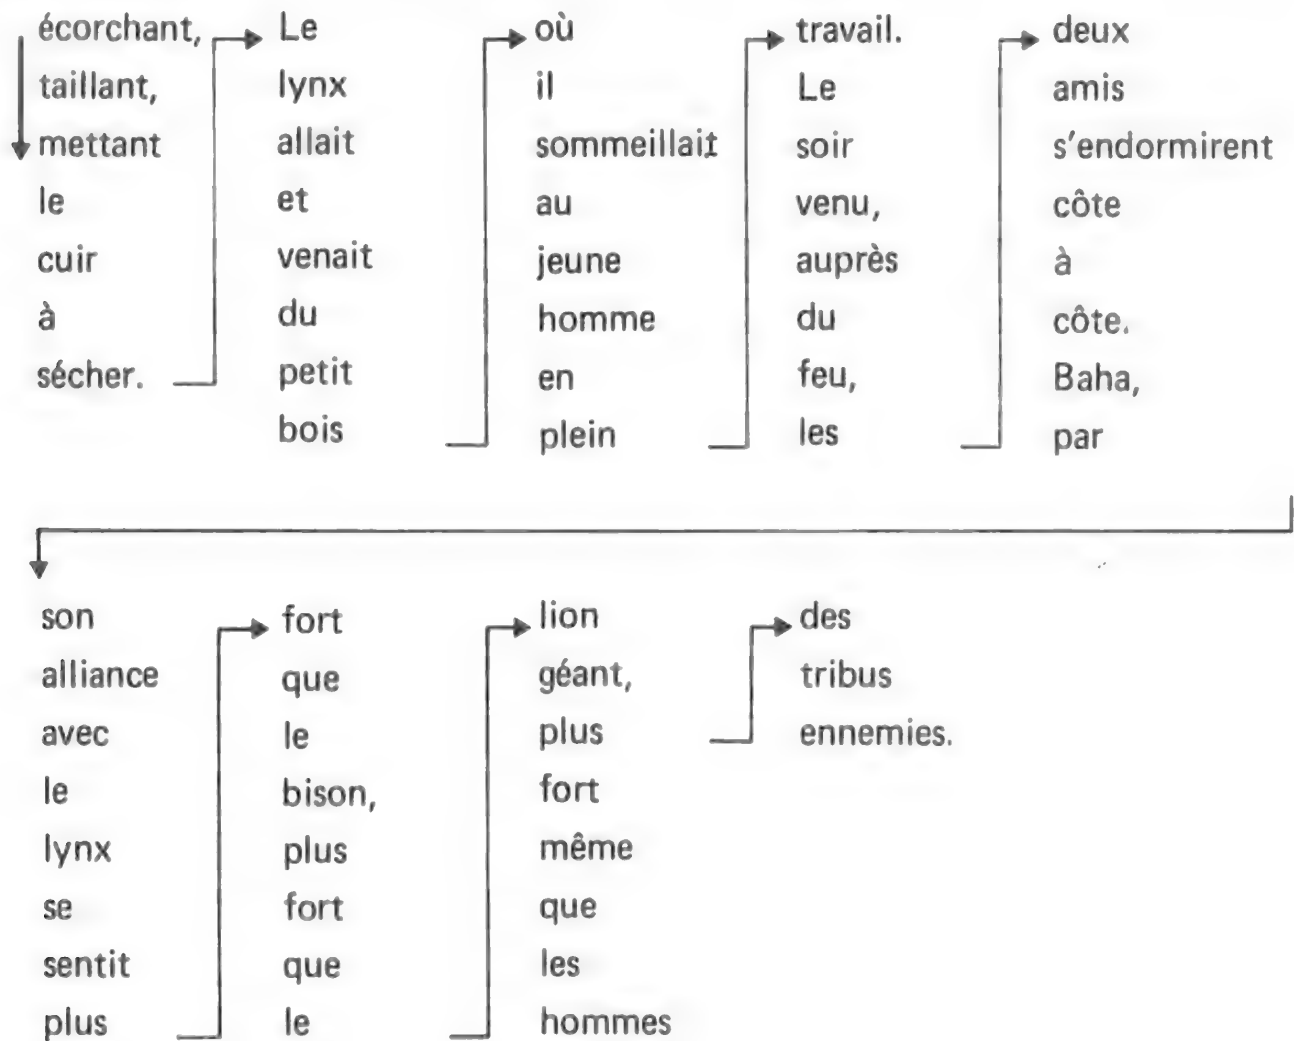 écorchant,
taillant,
mettant
le
cuir
à
sécher.
Le
lynx
allait
et
venait
du
petit
bois
où
il
sommeillait
au
jeune
homme
en
plein
travail.
Le
soir
venu,
auprès
du
feu,
les
deux
amis
s'endormirent
côte
à
côte.
Baha,
par
son
alliance
avec
le
lynx
se
sentit
plus
fort
que
le
bison,
plus
fort
que
le
lion
géant,
plus
fort
même
que
les
hommes
des
tribus
ennemies.